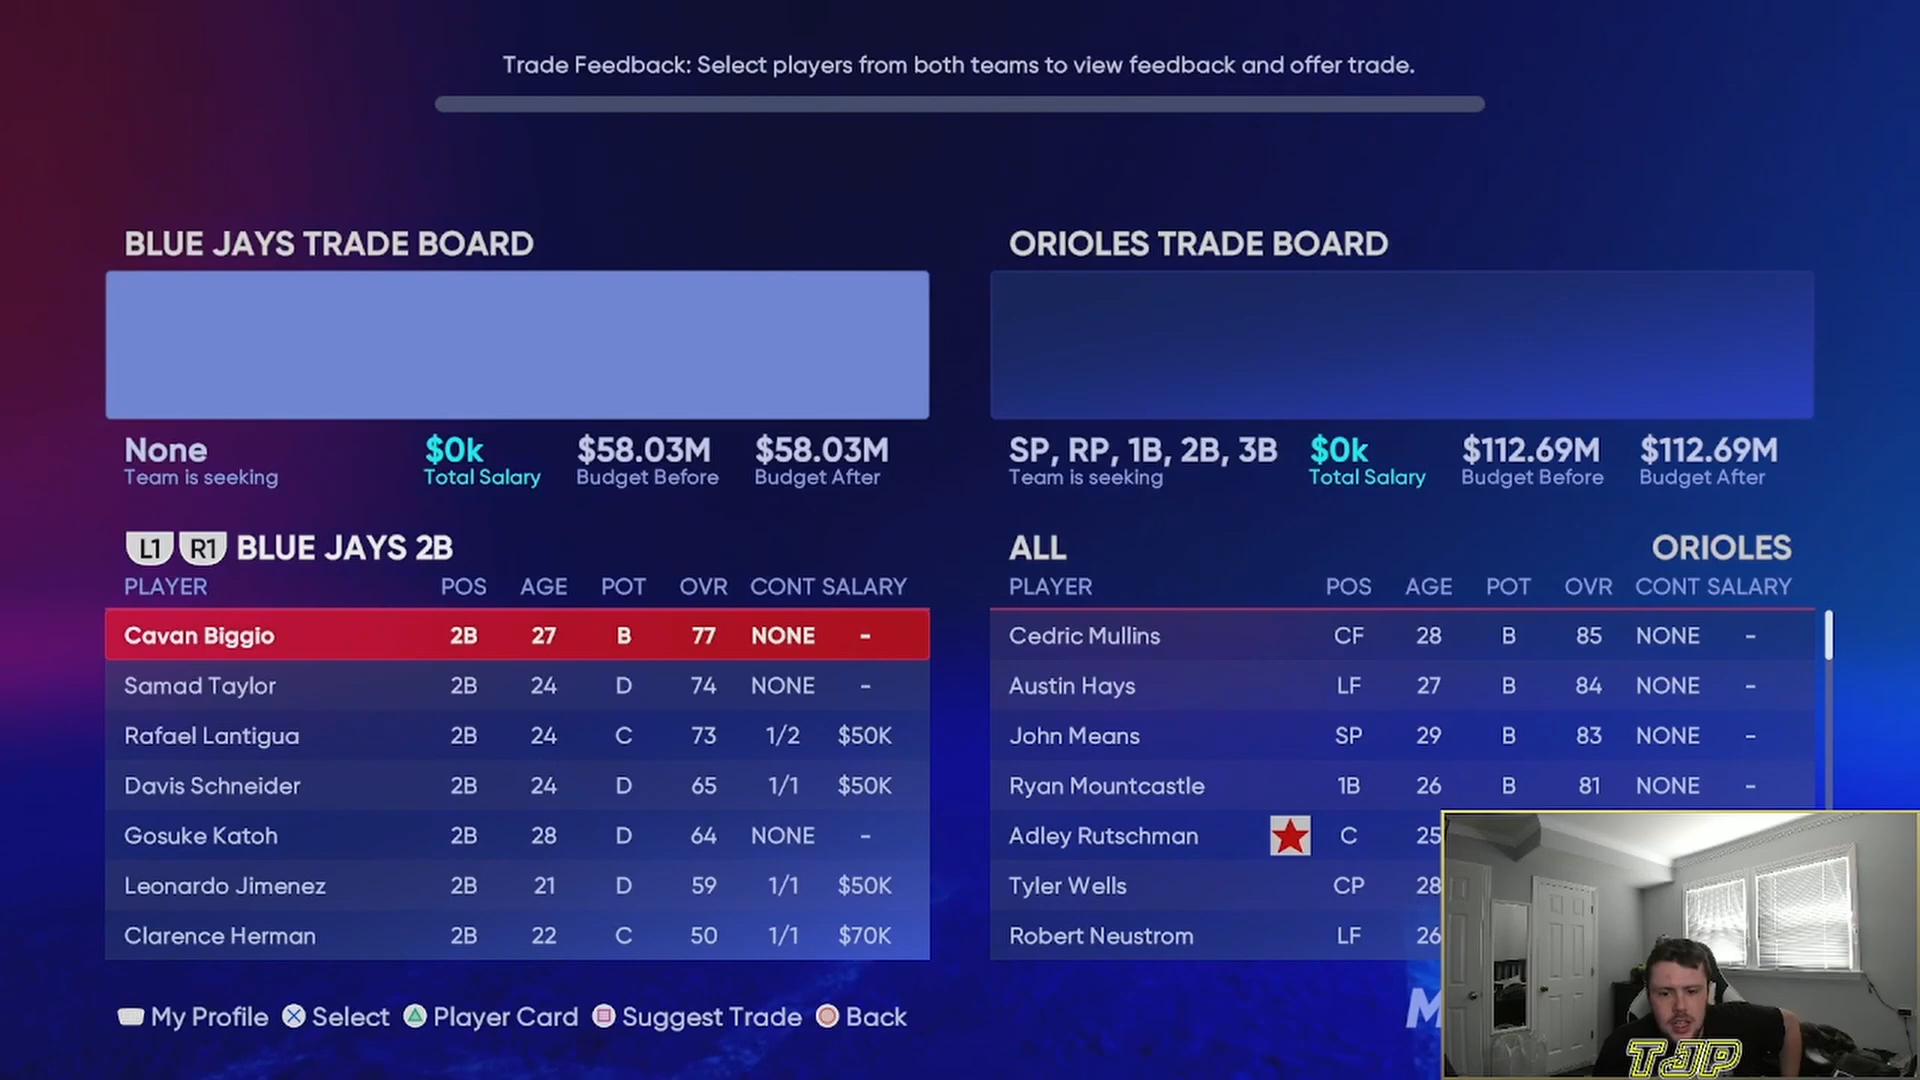 Trade Feedback: Select players from both teams to view feedback and offer trade.
BLUE JAYS TRADE BOARD
None $0k $58.03M $58.03M
Team is seeking Total Salary Budget Before Budget After
L1 R1 BLUE JAYS 2B
PLAYER POS AGE POT OVR CONT SALARY
Cavan Biggio 2B 27 B 77 NONE -
Samad Taylor 2B 24 D 74 NONE -
Rafael Lantigua 2B 24 C 73 1/2 $50K
Davis Schneider 2B 24 D 65 1/1 $50K
Gosuke Katoh 2B 28 D 64 NONE -
Leonardo Jimenez 2B 21 D 59 1/1 $50K
Clarence Herman 2B 22 C 50 1/1 $70K
ORIOLES TRADE BOARD
SP, RP, 1B, 2B, 3B $0k $112.69M $112.69M
Team is seeking Total Salary Budget Before Budget After
ALL ORIOLES
PLAYER POS AGE POT OVR CONT SALARY
Cedric Mullins CF 28 B 85 NONE -
Austin Hays LF 27 B 84 NONE -
John Means SP 29 B 83 NONE -
Ryan Mountcastle 1B 26 B 81 NONE -
Adley Rutschman C 25
Tyler Wells CP 28
Robert Neustrom LF 26
My Profile Select Player Card Suggest Trade Back
TJP